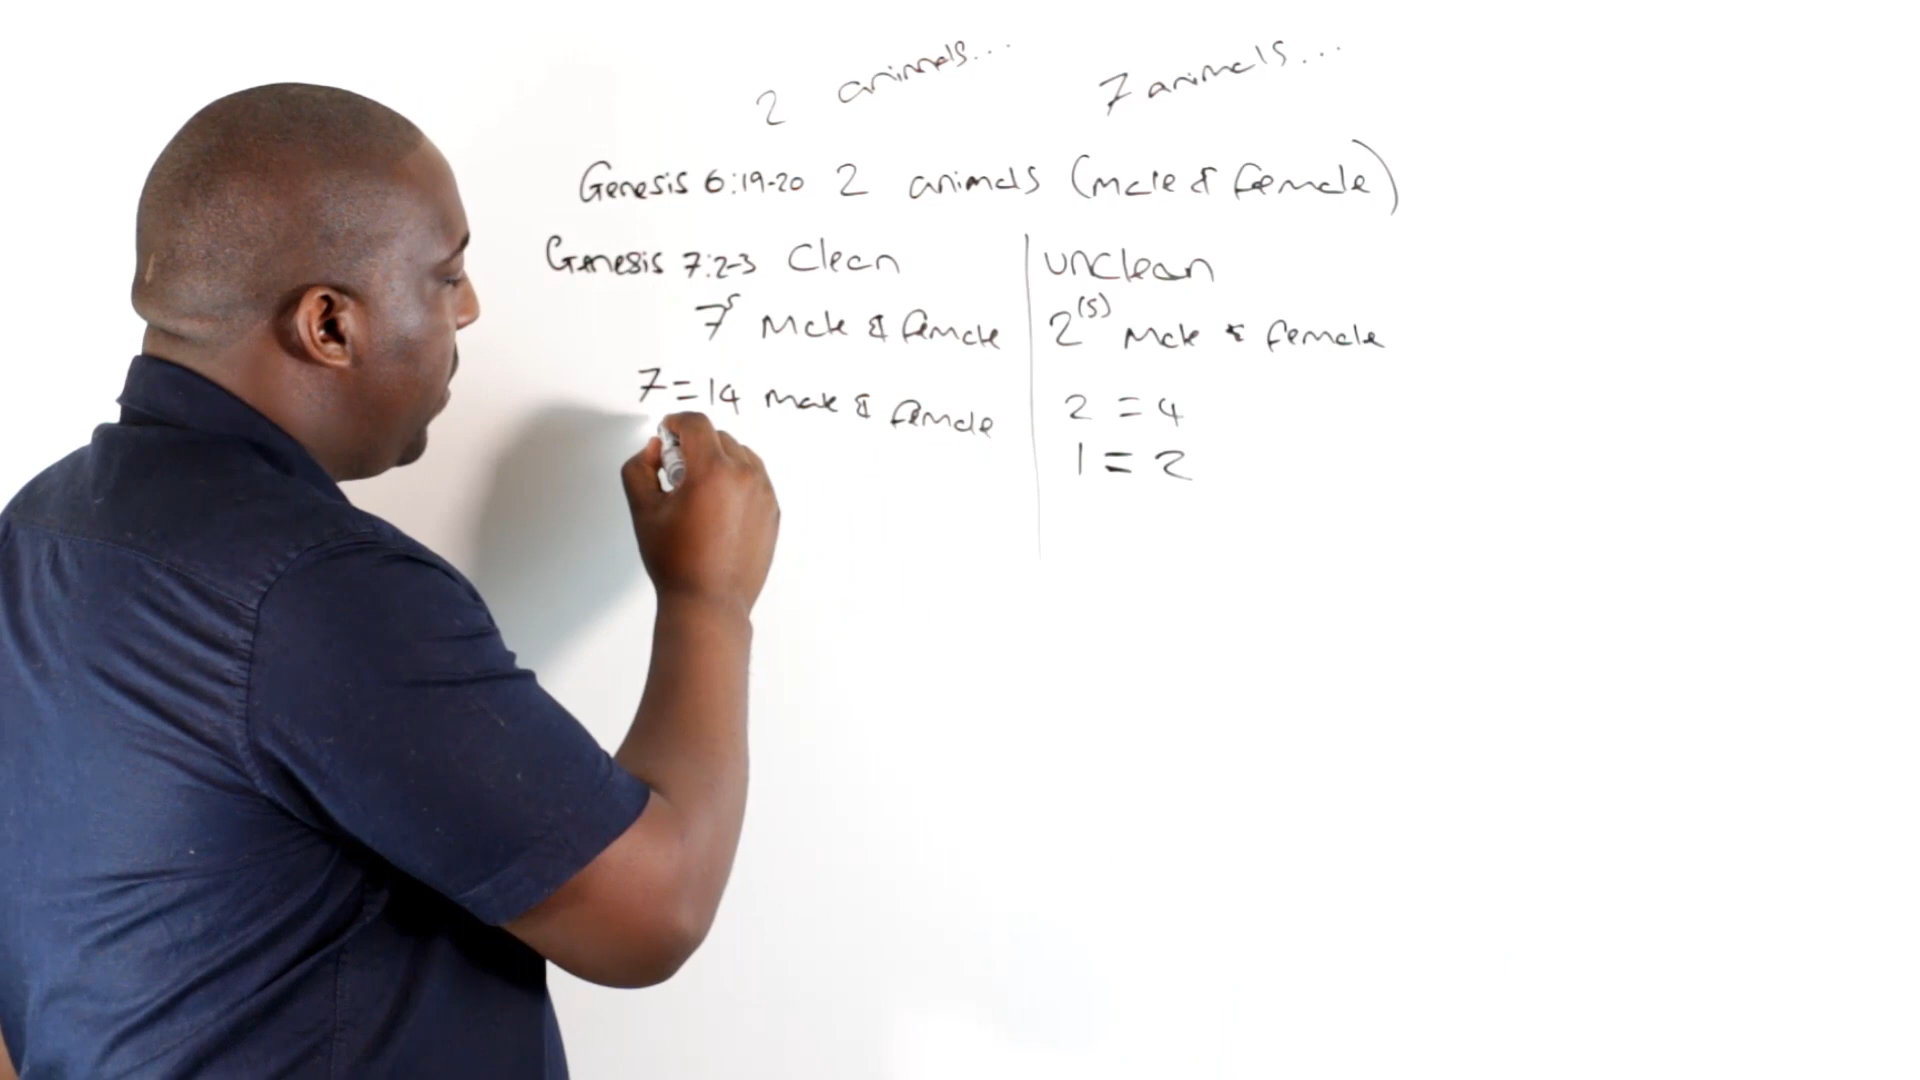 2 animals... 7 animals...
Genesis 6:19-20 2 animals (male & female)
Genesis 7:2-3 Clean
7s Male & female
7 = 14 male & female
unclean
2(s) Male & female
2 = 4
1 = 2